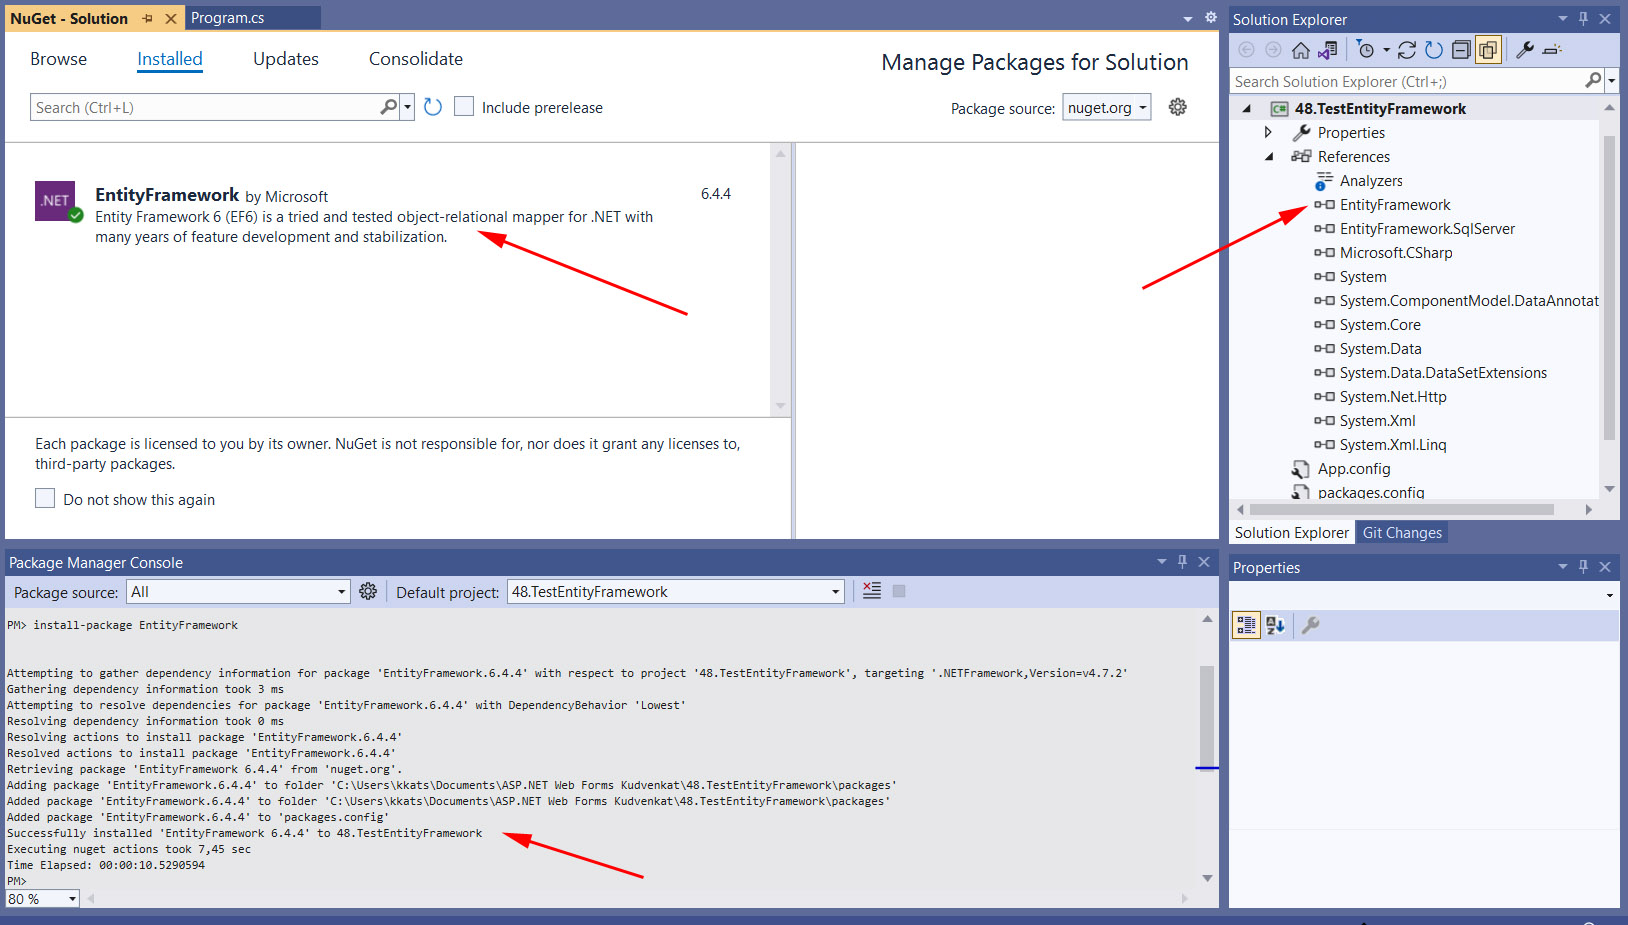 NuGet - Solution
Program.cs
Browse
Installed
Updates
Consolidate
Manage Packages for Solution
Search (Ctrl+L)
Include prerelease
Package source: nuget.org
.NET
EntityFramework by Microsoft
6.4.4
Entity Framework 6 (EF6) is a tried and tested object-relational mapper for .NET with
many years of feature development and stabilization.
Each package is licensed to you by its owner. NuGet is not responsible for, nor does it grant any licenses to,
third-party packages.
Do not show this again
Solution Explorer
Search Solution Explorer (Ctrl+;)
C# 48.TestEntityFramework
Properties
References
Analyzers
EntityFramework
EntityFramework.SqlServer
Microsoft.CSharp
System
System.ComponentModel.DataAnnotat
System.Core
System.Data
System.Data.DataSetExtensions
System.Net.Http
System.Xml
System.Xml.Linq
App.config
packages.config
Solution Explorer
Git Changes
Package Manager Console
Package source: All
Default project: 48.TestEntityFramework
PM> install-package EntityFramework
Attempting to gather dependency information for package 'EntityFramework.6.4.4' with respect to project '48.TestEntityFramework', targeting '.NETFramework,Version=v4.7.2'
Gathering dependency information took 3 ms
Attempting to resolve dependencies for package 'EntityFramework.6.4.4' with DependencyBehavior 'Lowest'
Resolving dependency information took 0 ms
Resolving actions to install package 'EntityFramework.6.4.4'
Resolved actions to install package 'EntityFramework.6.4.4'
Retrieving package 'EntityFramework 6.4.4' from 'nuget.org'.
Adding package 'EntityFramework.6.4.4' to folder 'C:\Users\kkats\Documents\ASP.NET Web Forms Kudvenkat\48.TestEntityFramework\packages'
Added package 'EntityFramework.6.4.4' to folder 'C:\Users\kkats\Documents\ASP.NET Web Forms Kudvenkat\48.TestEntityFramework\packages'
Added package 'EntityFramework.6.4.4' to 'packages.config'
Successfully installed 'EntityFramework 6.4.4' to 48.TestEntityFramework
Executing nuget actions took 7,45 sec
Time Elapsed: 00:00:10.5290594
PM>
80 %
Properties